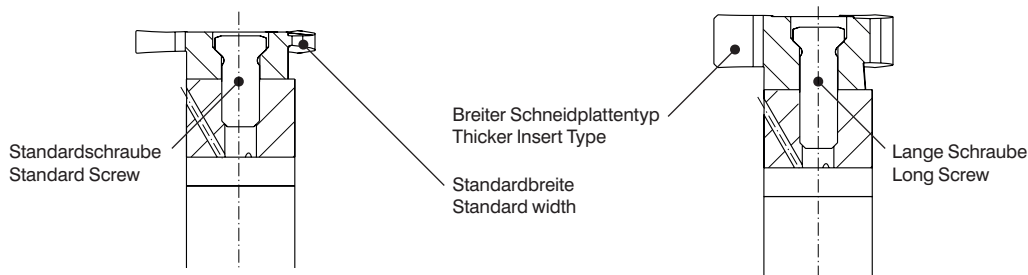 Standardschraube
Standard Screw
Standardbreite
Standard width
Breiter Schneidplattentyp
Thicker Insert Type
Lange Schraube
Long Screw